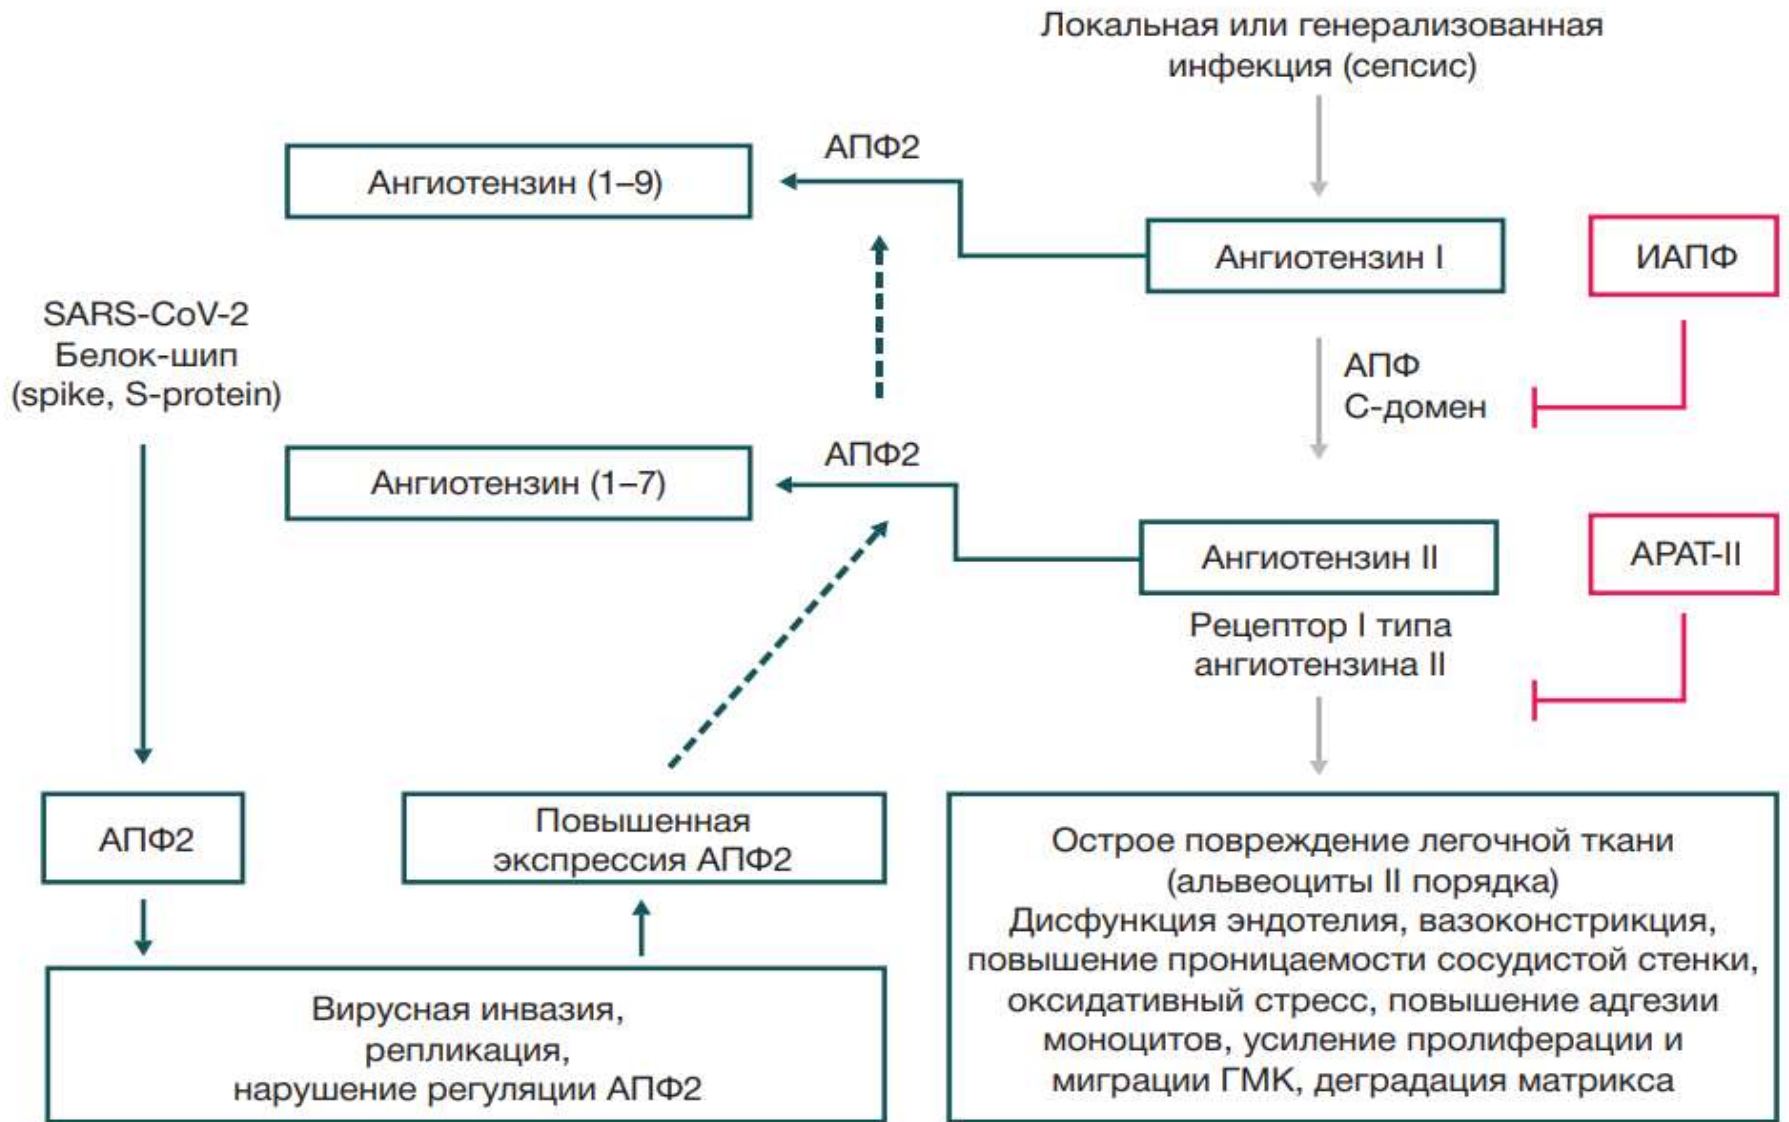 Локальная или генерализованная
инфекция (сепсис)
АПФ2
Ангиотензин (1–9)
Ангиотензин I
ИАПФ
SARS-CoV-2
Белок-шип
(spike, S-protein)
АПФ
С-домен
АПФ2
Ангиотензин (1–7)
Ангиотензин II
АРАТ-II
Рецептор I типа
ангиотензина II
АПФ2
Повышенная
экспрессия АПФ2
Вирусная инвазия,
репликация,
нарушение регуляции АПФ2
Острое повреждение легочной ткани
(альвеоциты II порядка)
Дисфункция эндотелия, вазоконстрикция,
повышение проницаемости сосудистой стенки,
оксидативный стресс, повышение адгезии
моноцитов, усиление пролиферации и
миграции ГМК, деградация матрикса